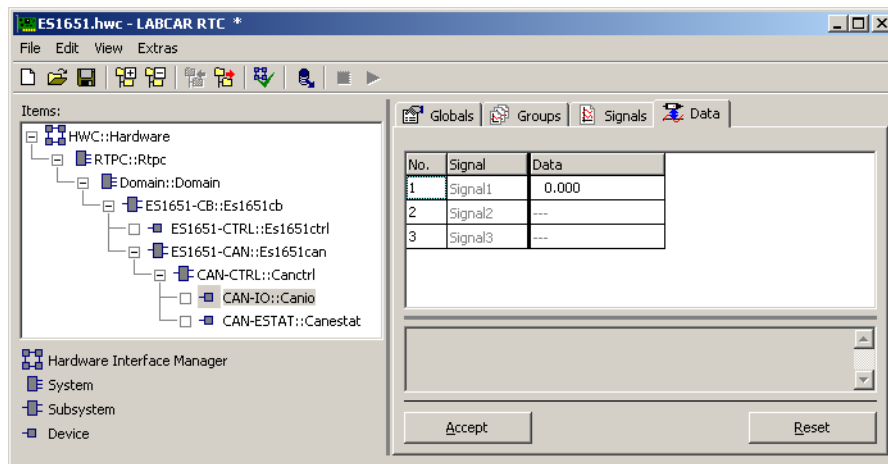 ES1651.hwc - LABCAR RTC *
File Edit View Extras
Items:
HWC::Hardware
RTPC::Rtpc
Domain::Domain
ES1651-CB::Es1651cb
ES1651-CTRL::Es1651ctrl
ES1651-CAN::Es1651can
CAN-CTRL::Canctrl
CAN-IO::Canio
CAN-ESTAT::Canestat
Hardware Interface Manager
System
Subsystem
Device
Globals Groups Signals Data
No. Signal Data
1 Signal1 0.000
2 Signal2 ---
3 Signal3 ---
Accept Reset